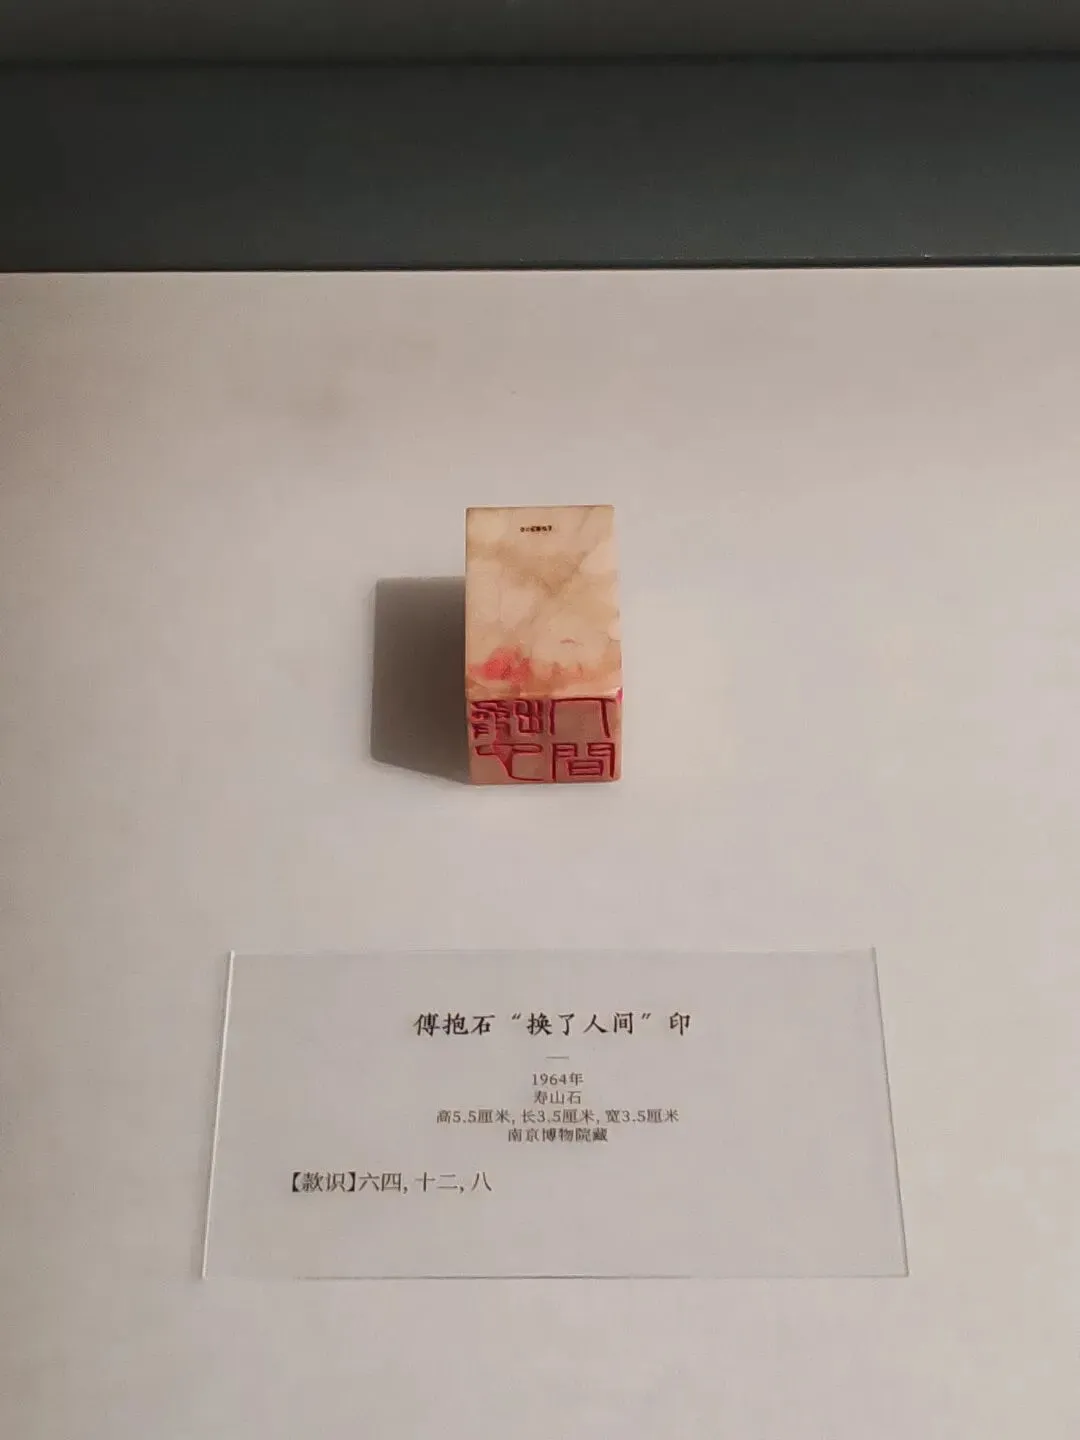 人間
傅抱石“换了人间”印
1964年
寿山石
高5.5厘米, 长3.5厘米, 宽3.5厘米
南京博物院藏
【款识】六四, 十二, 八